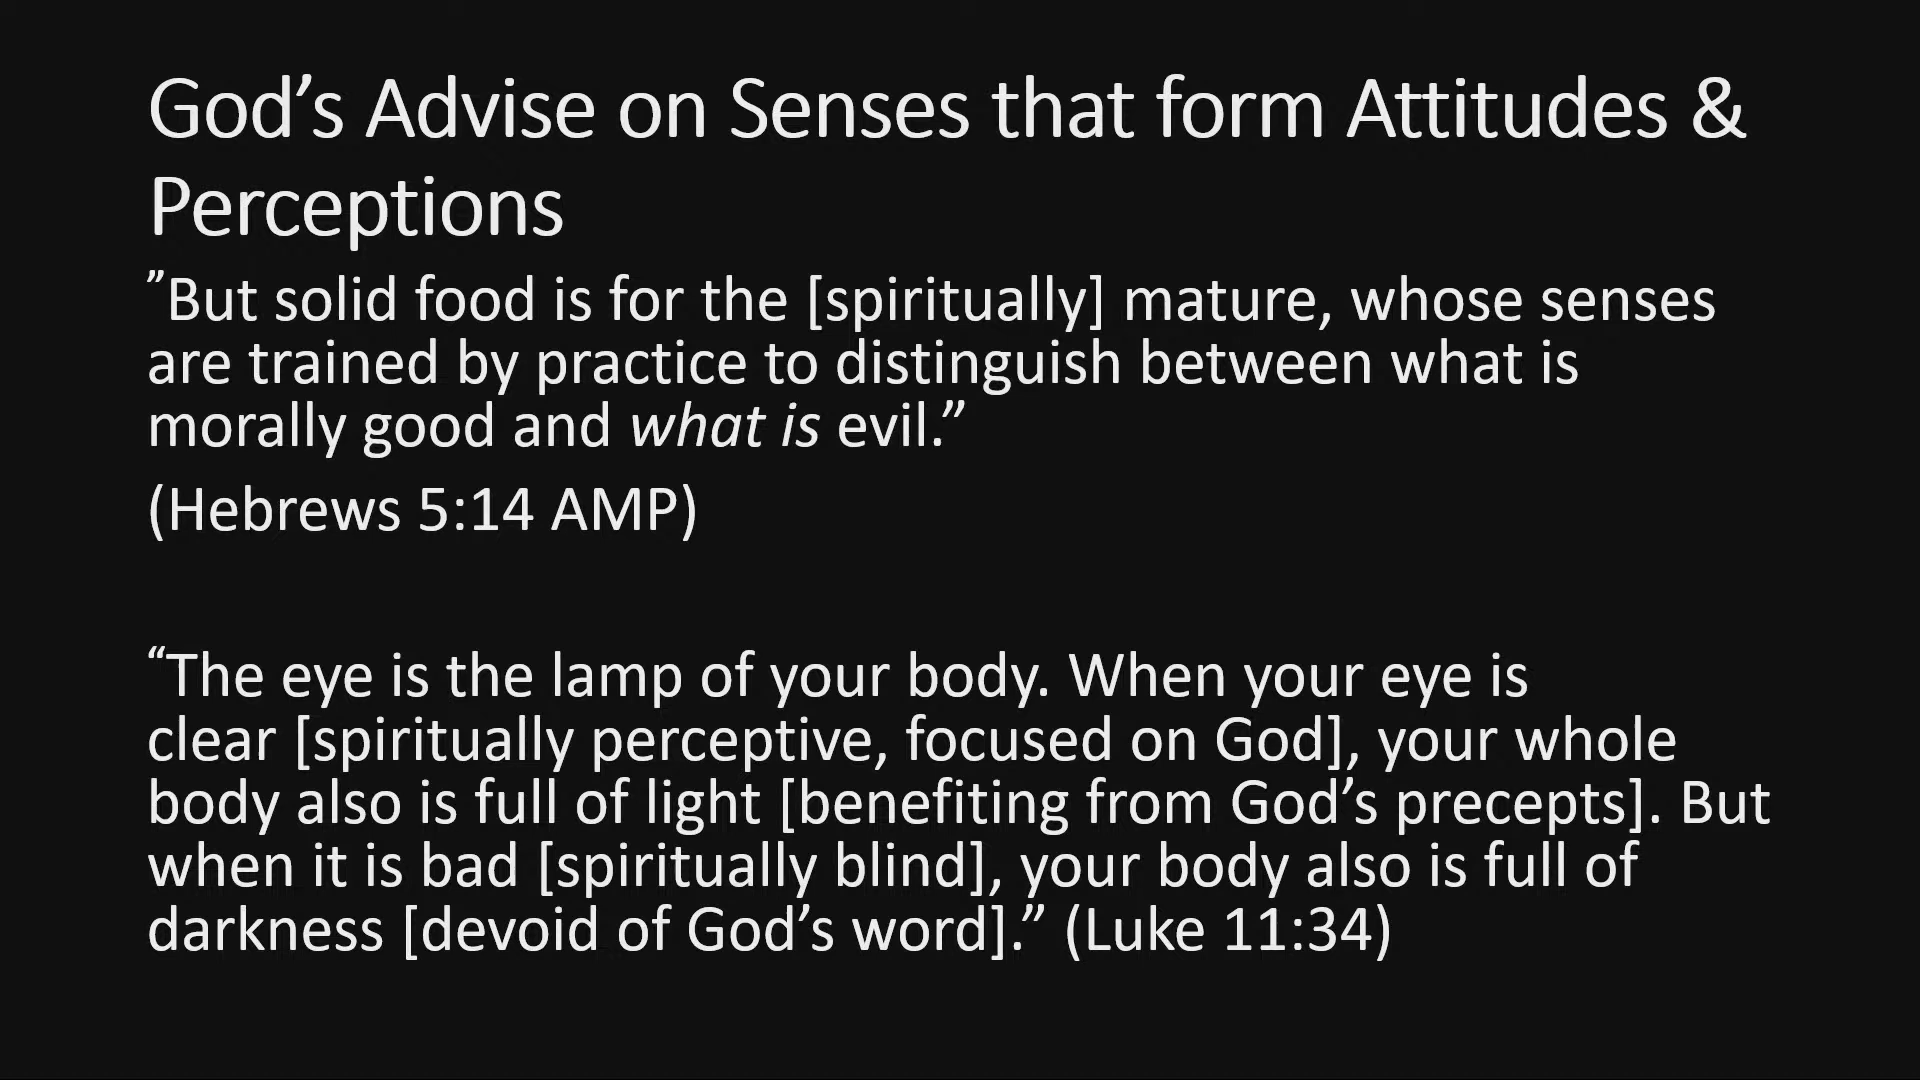 God’s Advise on Senses that form Attitudes &
Perceptions
”But solid food is for the [spiritually] mature, whose senses
are trained by practice to distinguish between what is
morally good and what is evil.”
(Hebrews 5:14 AMP)
“The eye is the lamp of your body. When your eye is
clear [spiritually perceptive, focused on God], your whole
body also is full of light [benefiting from God’s precepts]. But
when it is bad [spiritually blind], your body also is full of
darkness [devoid of God’s word].” (Luke 11:34)